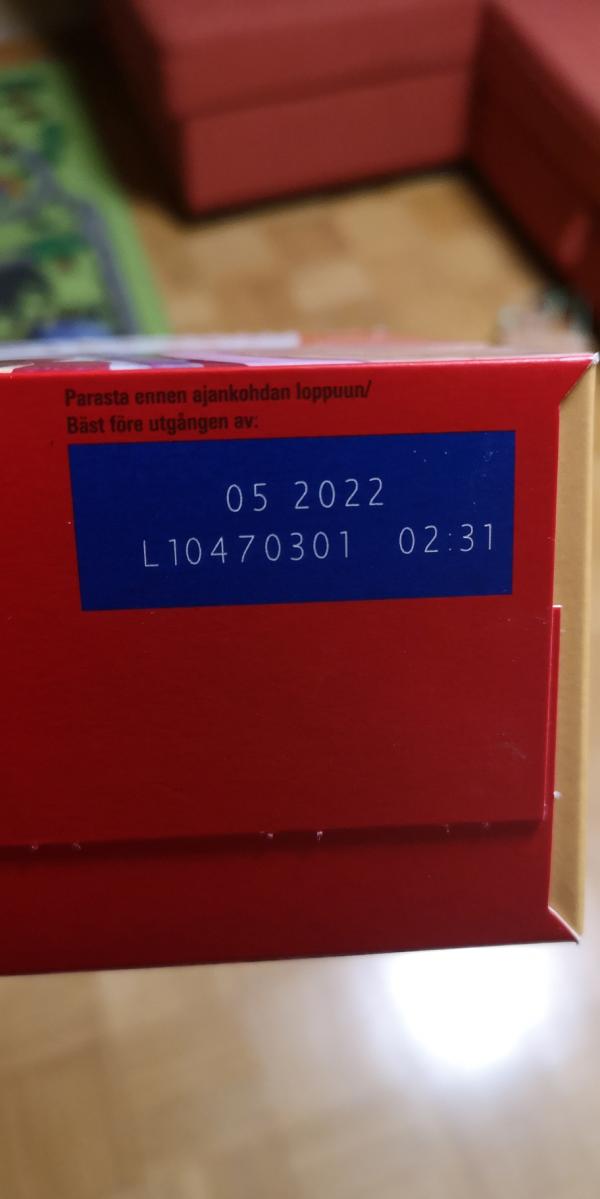 Parasta ennen ajankohdan loppuun/
Bäst före utgången av:
05 2022
L10470301 02:31